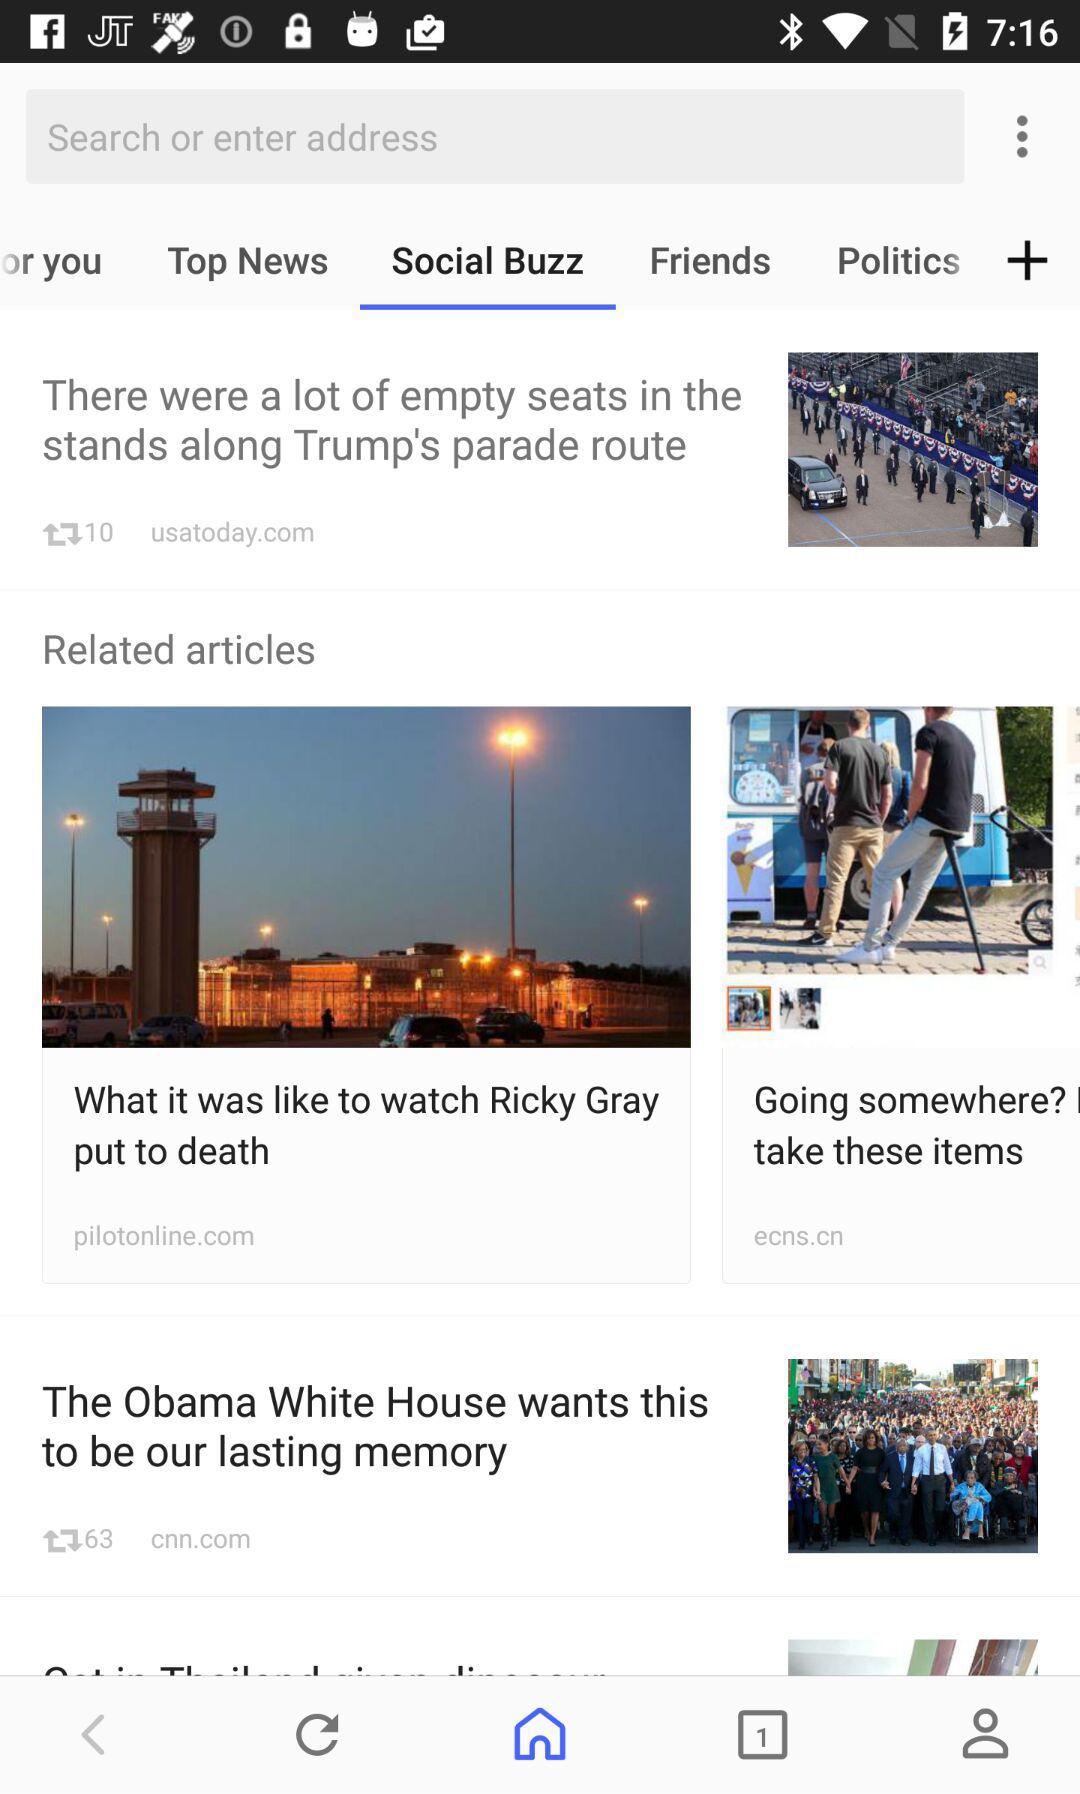 JT FAKE 7:16
Search or enter address
or you Top News Social Buzz Friends Politics
There were a lot of empty seats in the
stands along Trump's parade route
10 usatoday.com
Related articles
What it was like to watch Ricky Gray
put to death
pilotonline.com
Going somewhere?
take these items
ecns.cn
The Obama White House wants this
to be our lasting memory
63 cnn.com
1